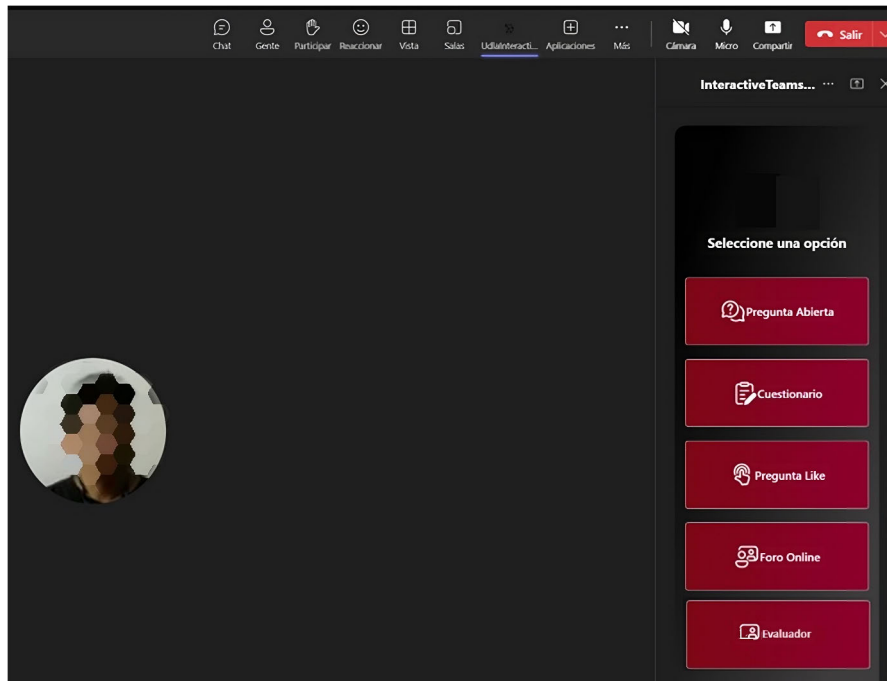 Chat
Gente
Participar
Reaccionar
Vista
Salas
UdlaInteracti...
Aplicaciones
Más
Cámara
Micro
Compartir
Salir
InteractiveTeams...
Seleccione una opción
Pregunta Abierta
Cuestionario
Pregunta Like
Foro Online
Evaluador